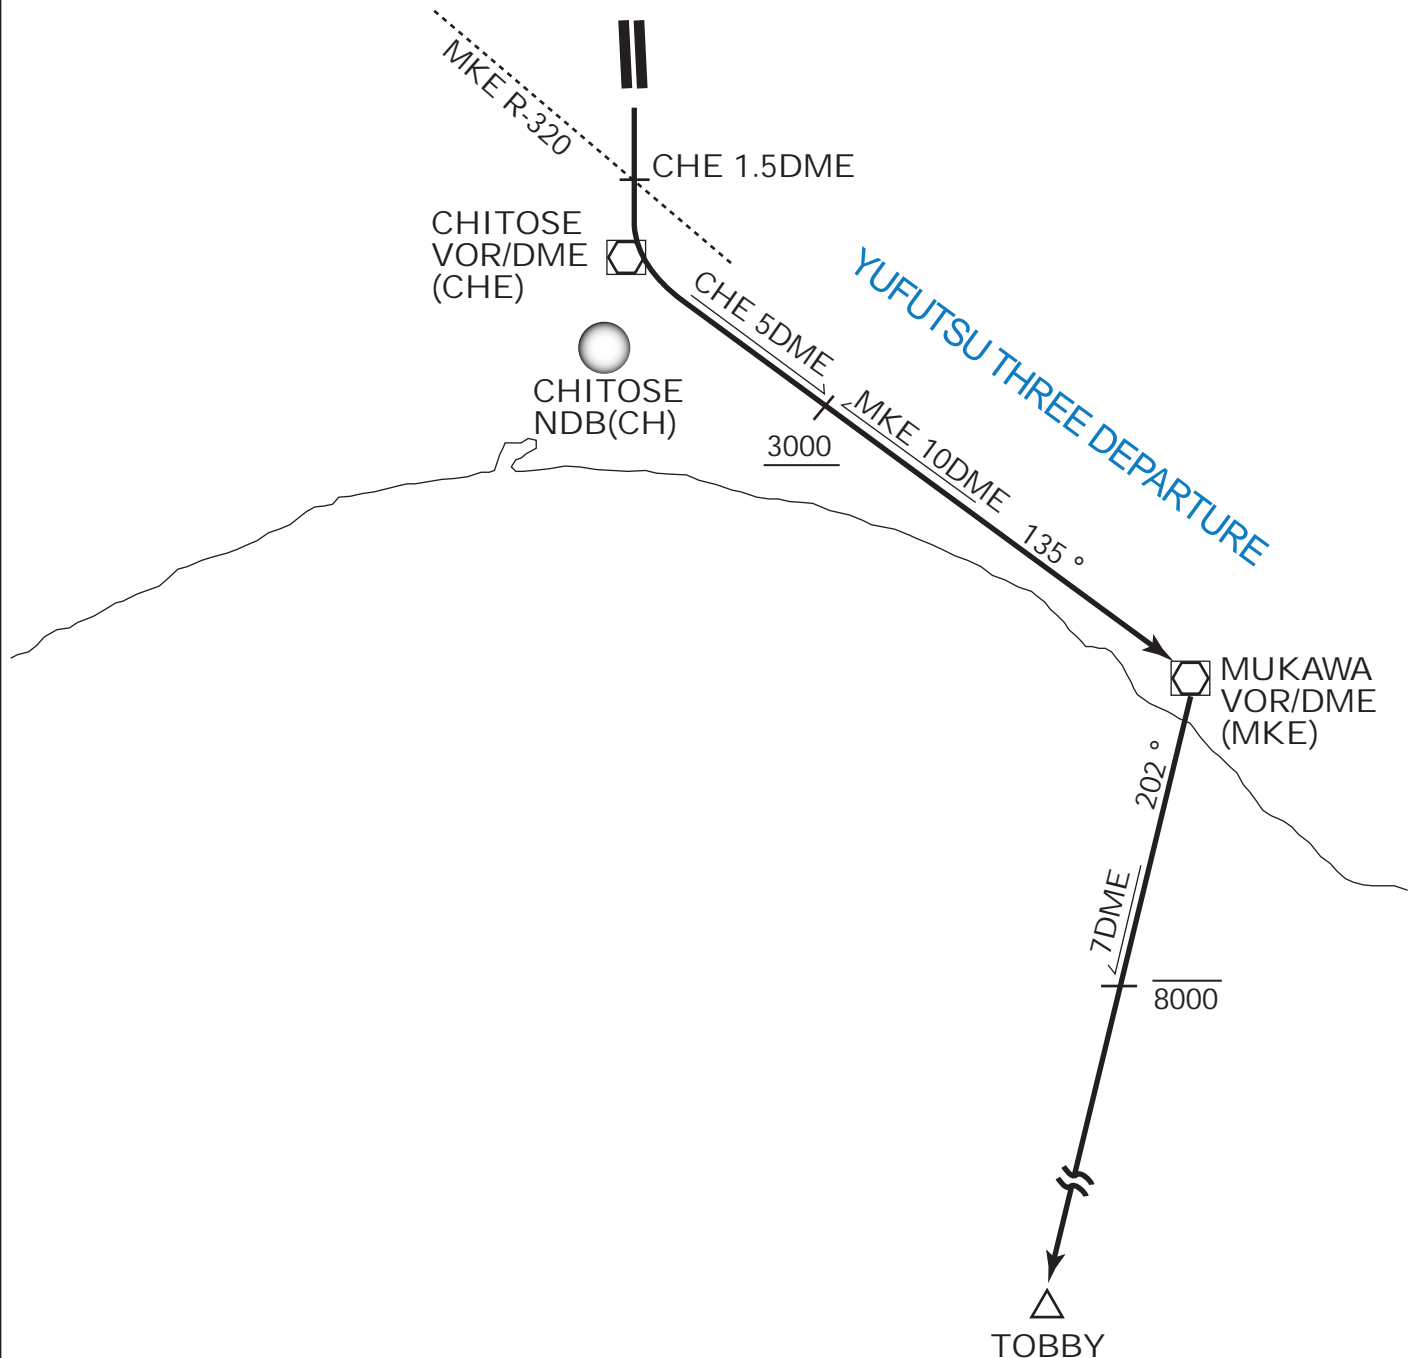 MKE R-320
CHE 1.5DME
CHITOSE
VOR/DME
(CHE)
YUFUTSU THREE DEPARTURE
CHE 5DME
CHITOSE
NDB(CH)
MKE 10DME
3000
135 °
MUKAWA
VOR/DME
(MKE)
202 °
7DME
8000
TOBBY